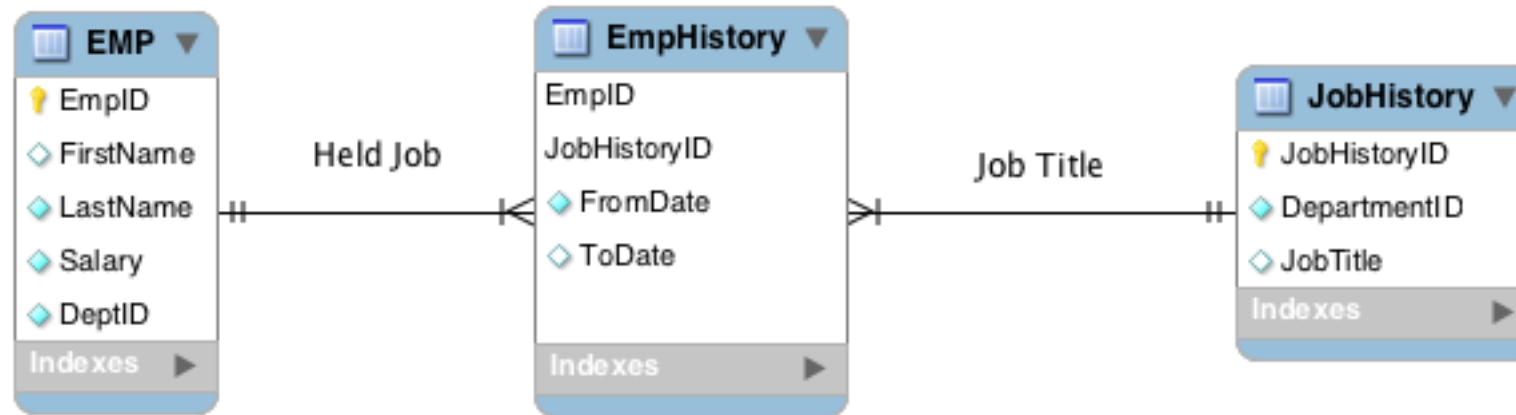 EMP
EmpID
FirstName
LastName
Salary
DeptID
Indexes
Held Job
EmpHistory
EmpID
JobHistoryID
FromDate
ToDate
Indexes
Job Title
JobHistory
JobHistoryID
DepartmentID
JobTitle
Indexes